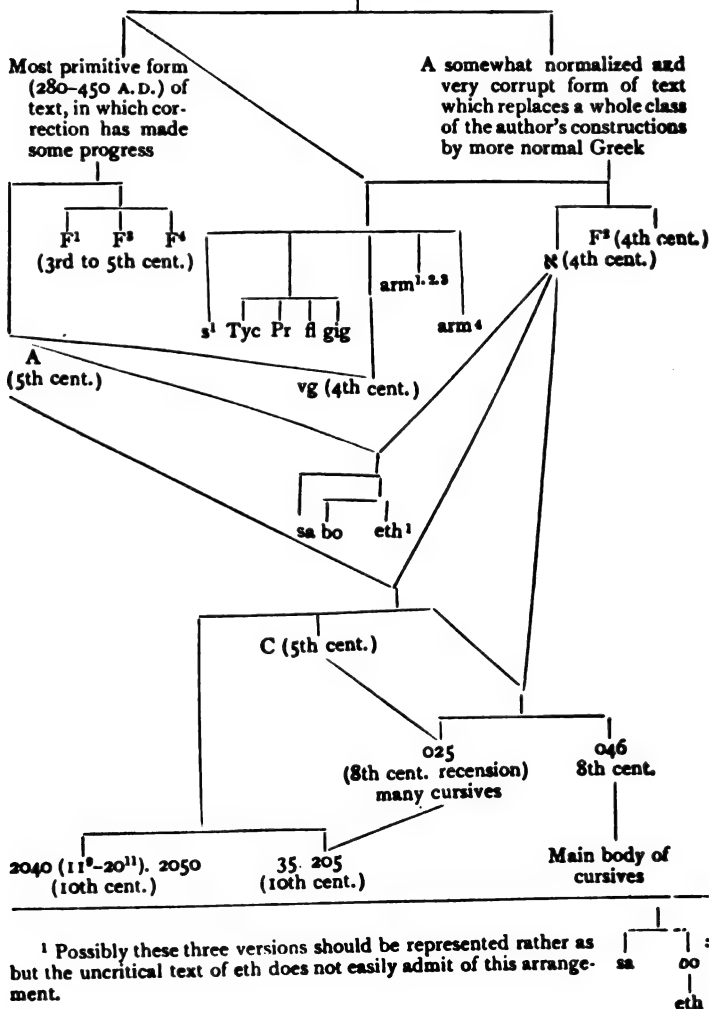 Most primitive form
(280–450 A.D.) of
text, in which cor-
rection has made
some progress
A somewhat normalized and
very corrupt form of text
which replaces a whole class
of the author's constructions
by more normal Greek
F¹ F³ F⁴
(3rd to 5th cent.)
F² (4th cent.)
א (4th cent.)
arm¹·²·³
s¹ Tyc Pr fl gig
arm⁴
A
(5th cent.)
vg (4th cent.)
sa bo eth¹
C (5th cent.)
025
(8th cent. recension)
many cursives
046
8th cent.
2040 (11⁹–20¹¹). 2050
(10th cent.)
35. 205
(10th cent.)
Main body of
cursives
¹ Possibly these three versions should be represented rather as
sa bo :
but the uncritical text of eth does not easily admit of this arrange-
ment.
eth